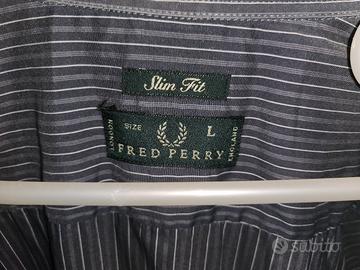 Slim Fit
LONDON
SIZE
L
ENGLAND
FRED PERRY
subito